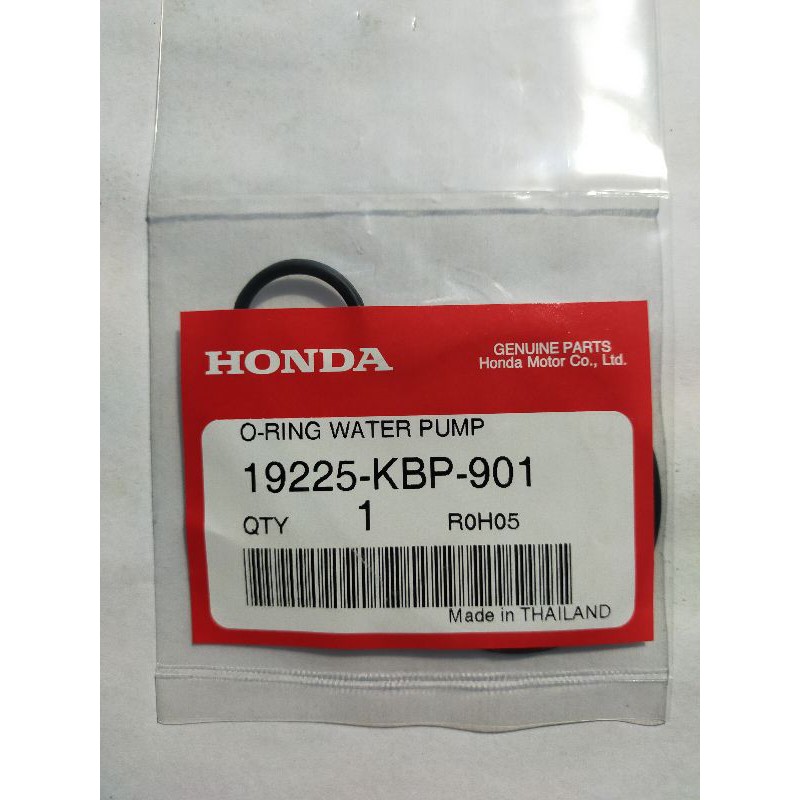 HONDA
GENUINE PARTS
Honda Motor Co., Ltd.
O-RING WATER PUMP
19225-KBP-901
QTY 1 R0H05
Made in THAILAND